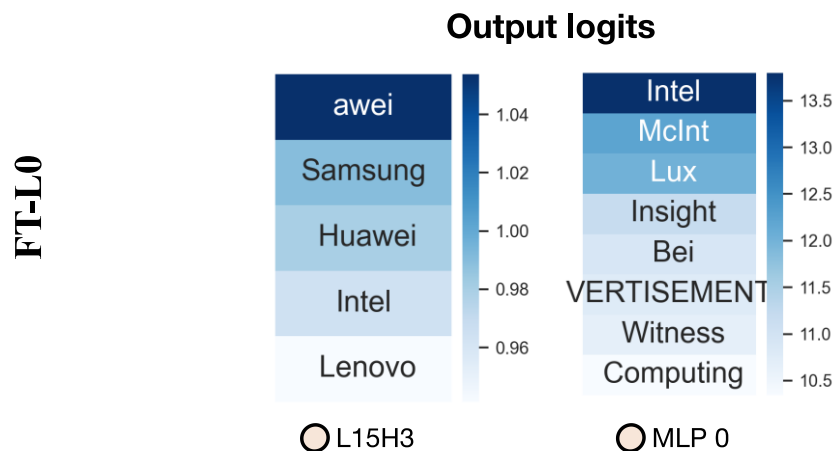 Output logits
FT-L0
awei
Samsung
Huawei
Intel
Lenovo
1.04
1.02
1.00
0.98
0.96
L15H3
Intel
McInt
Lux
Insight
Bei
VERTISEMENT
Witness
Computing
13.5
13.0
12.5
12.0
11.5
11.0
10.5
MLP 0